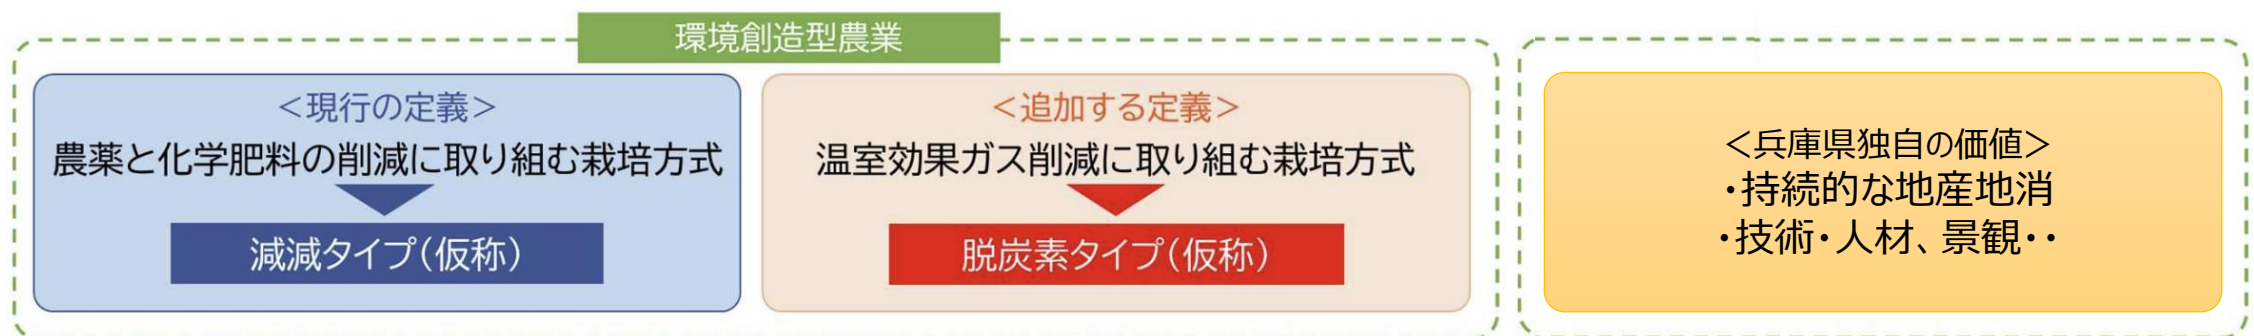 環境創造型農業
＜現行の定義＞
農薬と化学肥料の削減に取り組む栽培方式
減減タイプ（仮称）
＜追加する定義＞
温室効果ガス削減に取り組む栽培方式
脱炭素タイプ（仮称）
＜兵庫県独自の価値＞
・持続的な地産地消
・技術・人材、景観・・